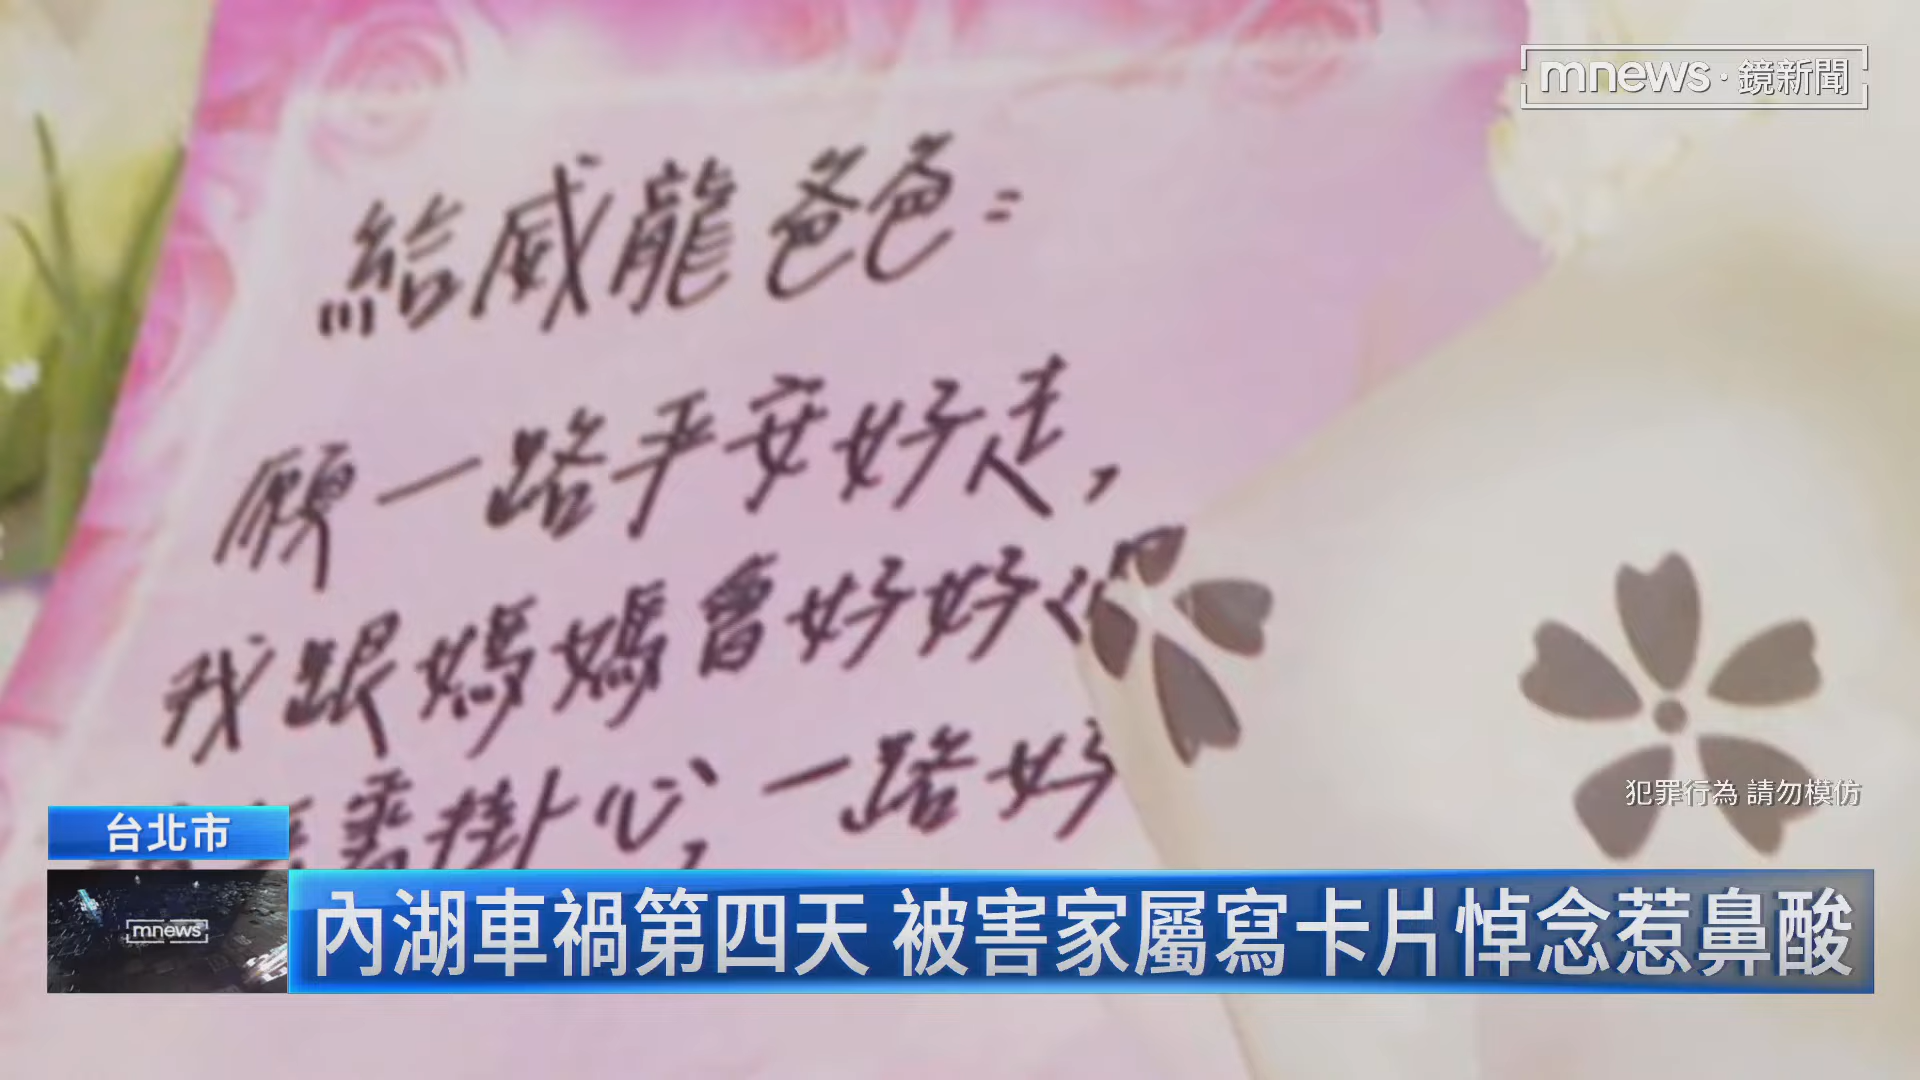 mnews·鏡新聞
給威龍爸爸：
願一路平安好走，
我跟媽媽會好好
掛心，一路好
犯罪行為 請勿模仿
台北市
mnews
內湖車禍第四天 被害家屬寫卡片悼念惹鼻酸